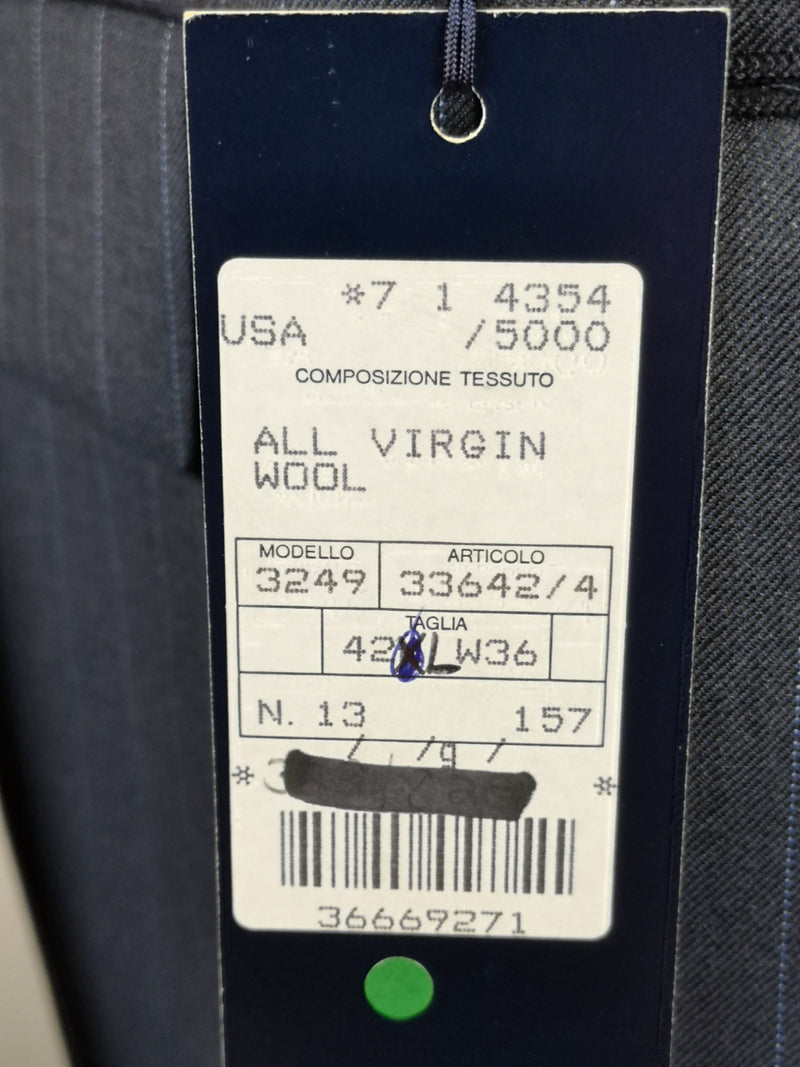 *7 1 4354
USA /5000
COMPOSIZIONE TESSUTO
ALL VIRGIN
WOOL
MODELLO ARTICOLO
3249 33642/4
TAGLIA
42 L W36
N. 13 157
* *
36669271